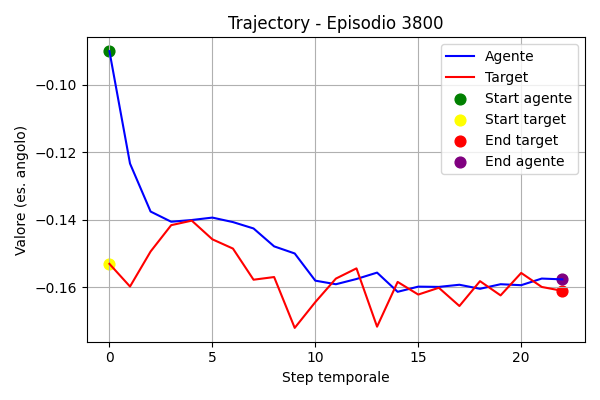 Trajectory - Episodio 3800
Agente
Target
Start agente
Start target
End target
End agente
Valore (es. angolo)
−0.10
−0.12
−0.14
−0.16
0
5
10
15
20
Step temporale